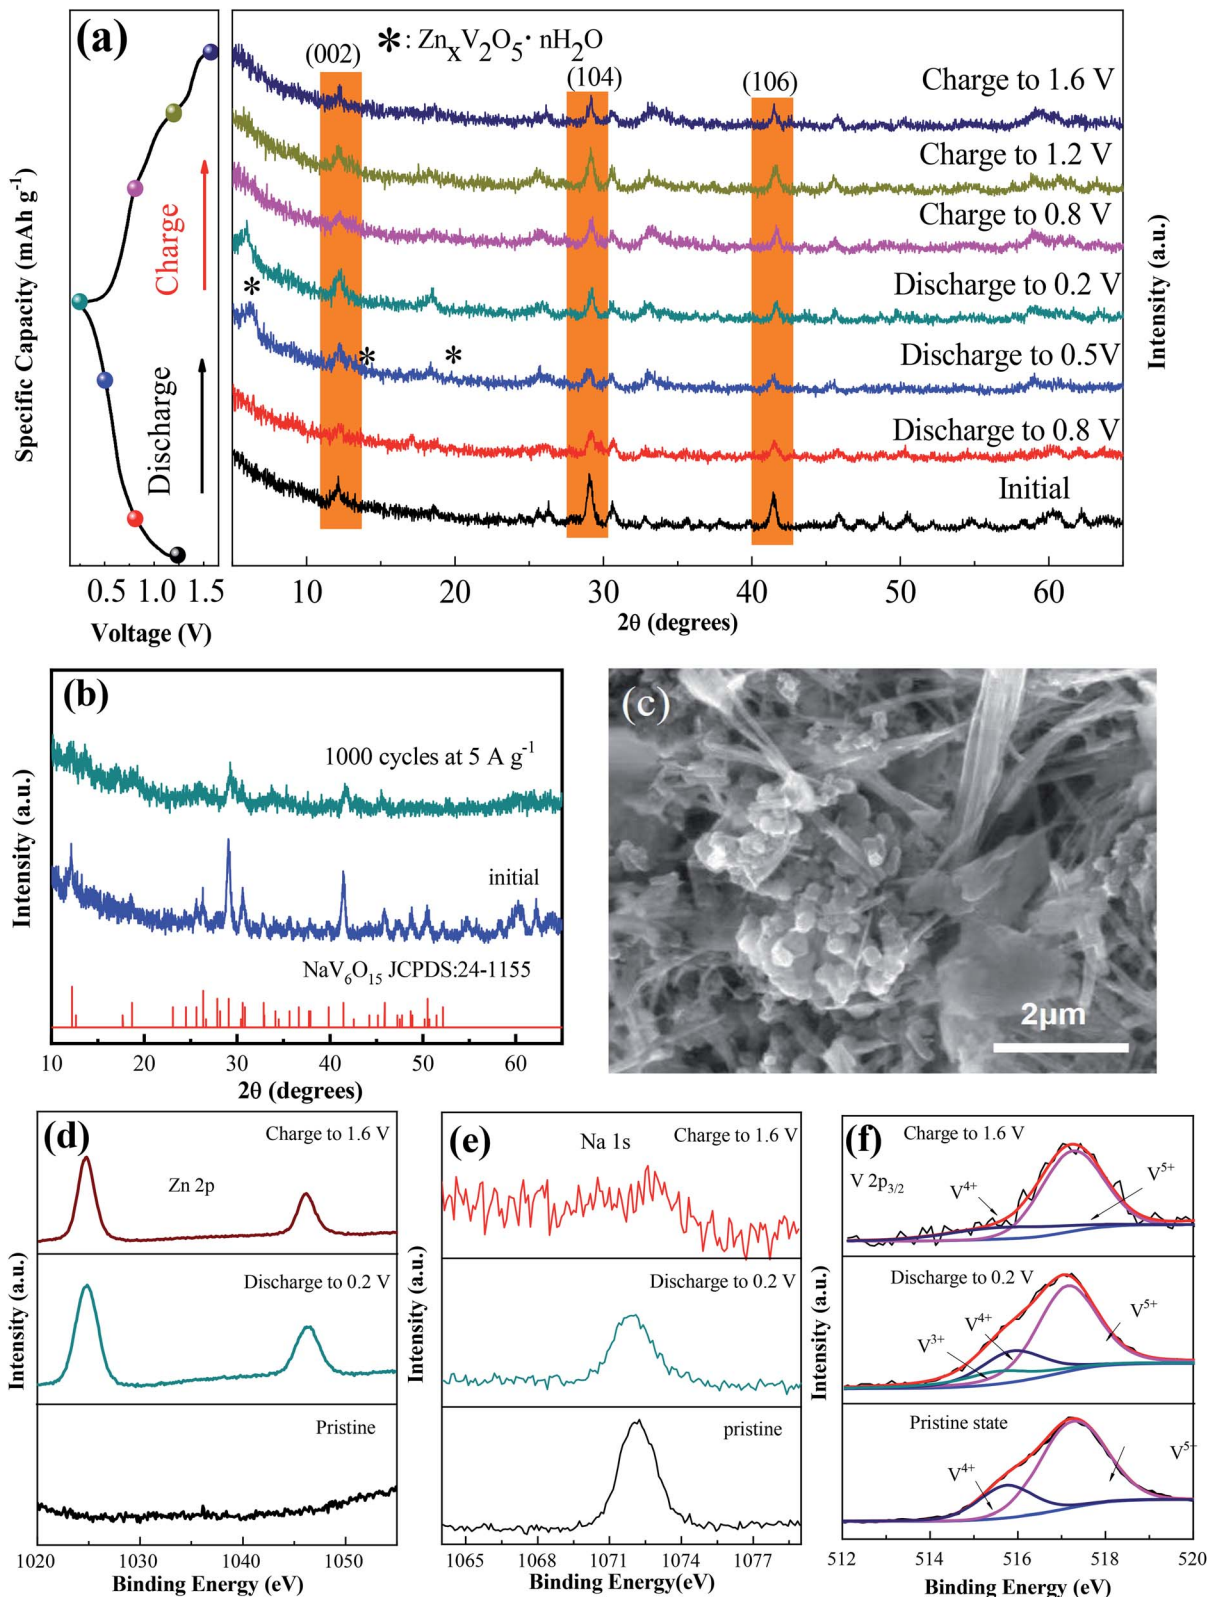 (a)
*: ZnₓV₂O₅· nH₂O
(002)
(104)
(106)
Charge to 1.6 V
Charge to 1.2 V
Charge to 0.8 V
Discharge to 0.2 V
Discharge to 0.5V
Discharge to 0.8 V
Initial
Charge
Discharge
*
*
*
Specific Capacity (mAh g⁻¹)
Intensity (a.u.)
0.5 1.0 1.5
Voltage (V)
10 20 30 40 50 60
2θ (degrees)
(b)
1000 cycles at 5 A g⁻¹
initial
NaV₆O₁₅ JCPDS:24-1155
Intensity (a.u.)
10 20 30 40 50 60
2θ (degrees)
(c)
2μm
(d)
Charge to 1.6 V
Zn 2p
Discharge to 0.2 V
Pristine
Intensity (a.u.)
1020 1030 1040 1050
Binding Energy (eV)
(e)
Na 1s
Charge to 1.6 V
Discharge to 0.2 V
pristine
Intensity (a.u.)
1065 1068 1071 1074 1077
Binding Energy(eV)
(f)
Charge to 1.6 V
V 2p₃/₂
V⁴⁺
V⁵⁺
Discharge to 0.2 V
V⁴⁺
V³⁺
V⁵⁺
Pristine state
V⁴⁺
V⁵⁺
Intensity (a.u.)
512 514 516 518 520
Binding Energy (eV)